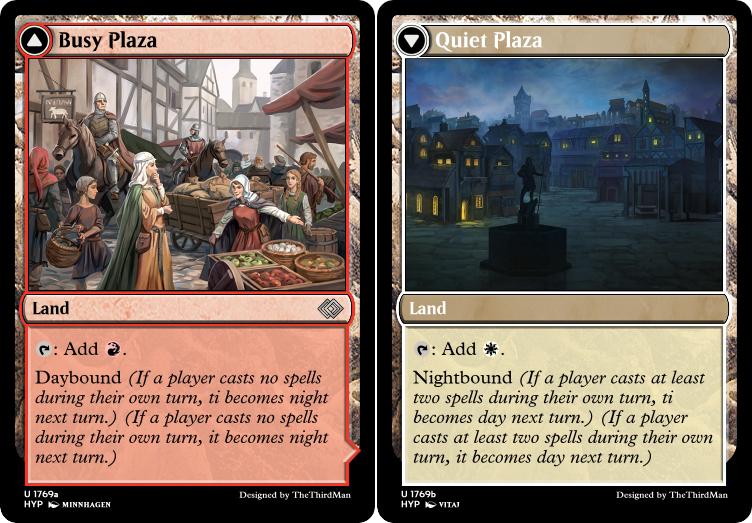 Busy Plaza
Land
: Add .
Daybound (If a player casts no spells
during their own turn, ti becomes night
next turn.) (If a player casts no spells
during their own turn, it becomes night
next turn.)
U 1769a
HYP MINNHAGEN
Designed by TheThirdMan
Quiet Plaza
Land
: Add .
Nightbound (If a player casts at least
two spells during their own turn, ti
becomes day next turn.) (If a player
casts at least two spells during their own
turn, it becomes day next turn.)
U 1769b
HYP VITAJ
Designed by TheThirdMan